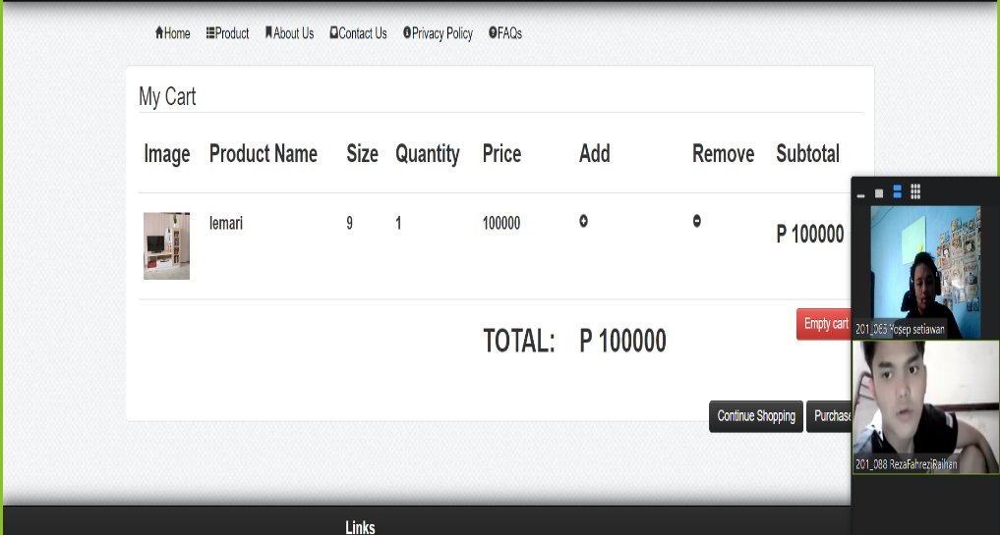 Home Product About Us Contact Us Privacy Policy FAQs
My Cart
Image Product Name Size Quantity Price Add Remove Subtotal
lemari 9 1 100000 P 100000
Empty cart
TOTAL: P 100000
Continue Shopping Purchase
201_065 Yosep setiawan
201_088 RezaFahreziRaihan
Links